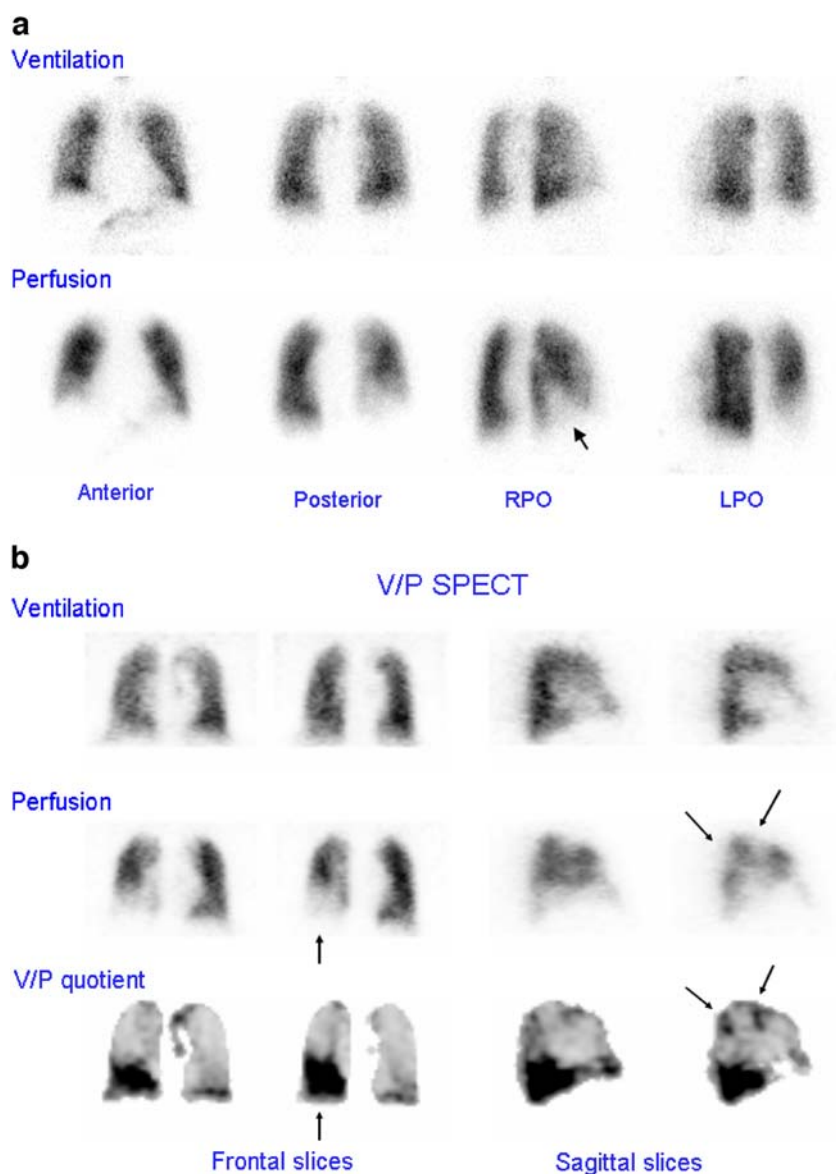 a
Ventilation
Perfusion
Anterior
Posterior
RPO
LPO
b
V/P SPECT
Ventilation
Perfusion
V/P quotient
Frontal slices
Sagittal slices